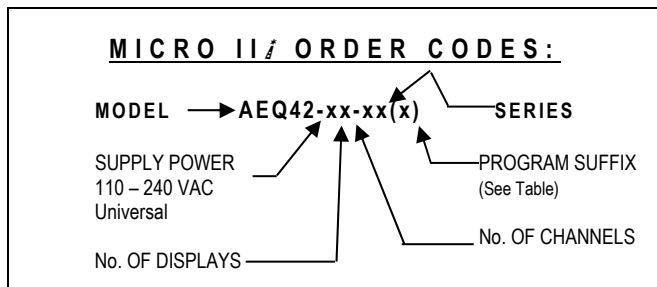 MICRO IIi ORDER CODES:
MODEL AEQ42-xx-xx(x) SERIES
SUPPLY POWER
110 – 240 VAC
Universal
PROGRAM SUFFIX
(See Table)
No. OF CHANNELS
No. OF DISPLAYS